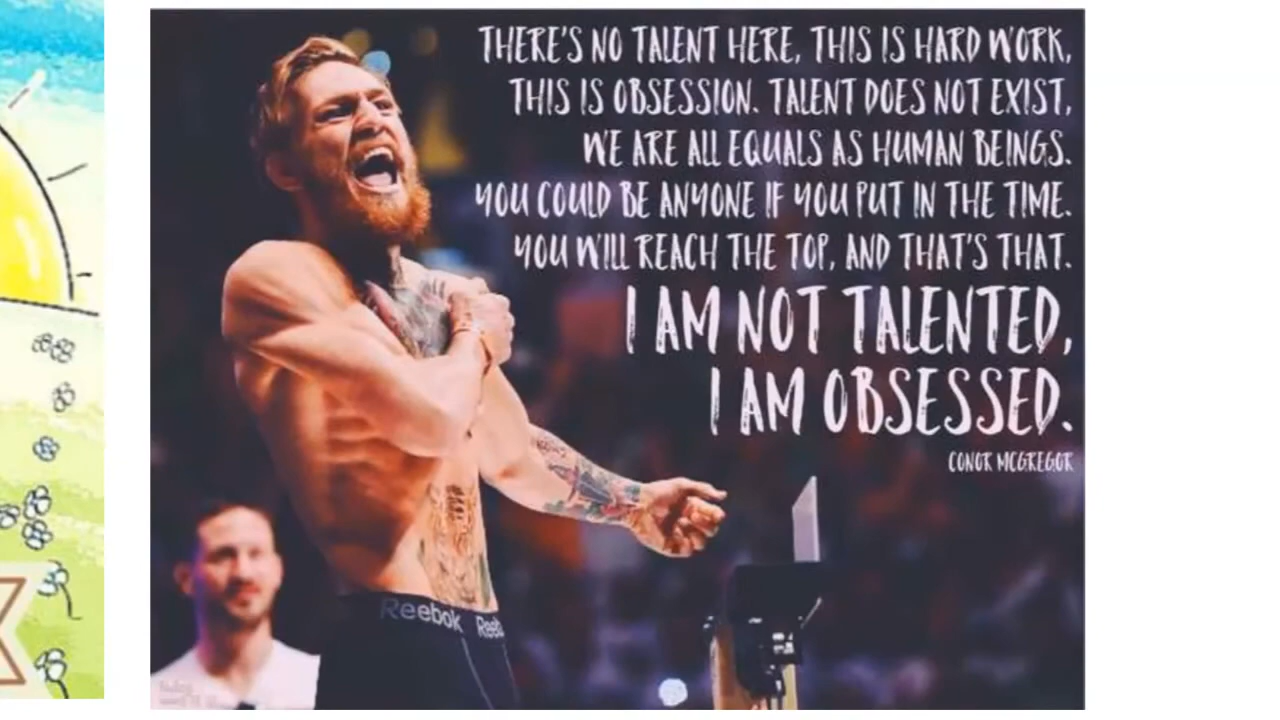 THERE'S NO TALENT HERE, THIS IS HARD WORK,
THIS IS OBSESSION. TALENT DOES NOT EXIST,
WE ARE ALL EQUALS AS HUMAN BEINGS.
YOU COULD BE ANYONE IF YOU PUT IN THE TIME.
YOU WILL REACH THE TOP, AND THAT'S THAT.
I AM NOT TALENTED,
I AM OBSESSED.
CONOR MCGREGOR
Reebok Reeb